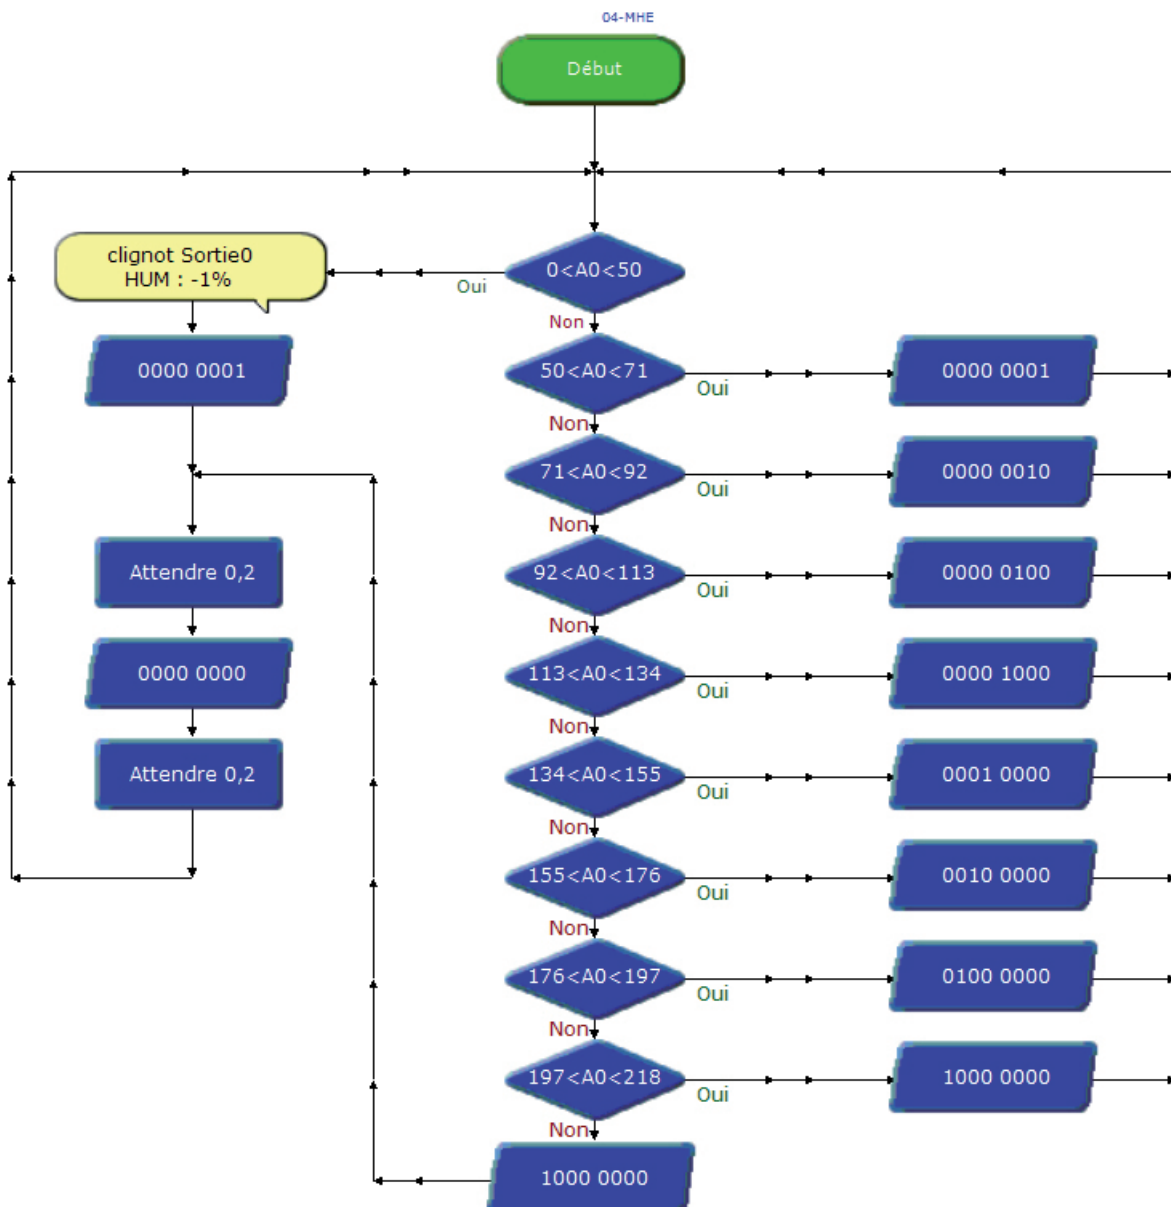 04-MHE
Début
clignot Sortie0
HUM : -1%
0<A0<50
Oui
Non
0000 0001
50<A0<71
Oui
0000 0001
Non
71<A0<92
Oui
0000 0010
Non
Attendre 0,2
92<A0<113
Oui
0000 0100
Non
0000 0000
113<A0<134
Oui
0000 1000
Non
Attendre 0,2
134<A0<155
Oui
0001 0000
Non
155<A0<176
Oui
0010 0000
Non
176<A0<197
Oui
0100 0000
Non
197<A0<218
Oui
1000 0000
Non
1000 0000